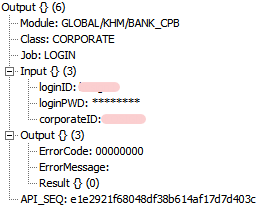 Output {} (6)
Module: GLOBAL/KHM/BANK_CPB
Class: CORPORATE
Job: LOGIN
Input {} (3)
loginID:
loginPWD: ********
corporateID:
Output {} (3)
ErrorCode: 00000000
ErrorMessage:
Result {} (0)
API_SEQ: e1e2921f68048df38b614af17d7d403c